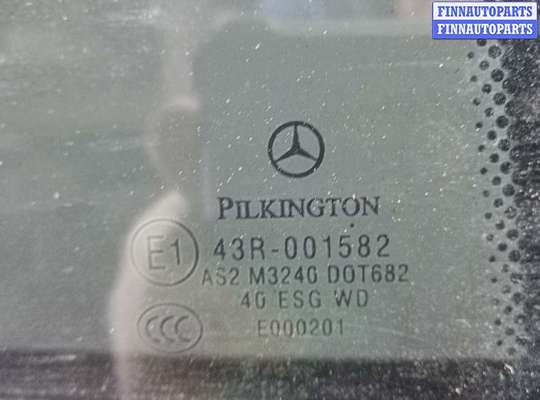 FINNAUTOPARTS
FINNAUTOPARTS
PILKINGTON
E1 43R-001582
AS2 M3240 DOT682
40 ESG WD
CCC E000201